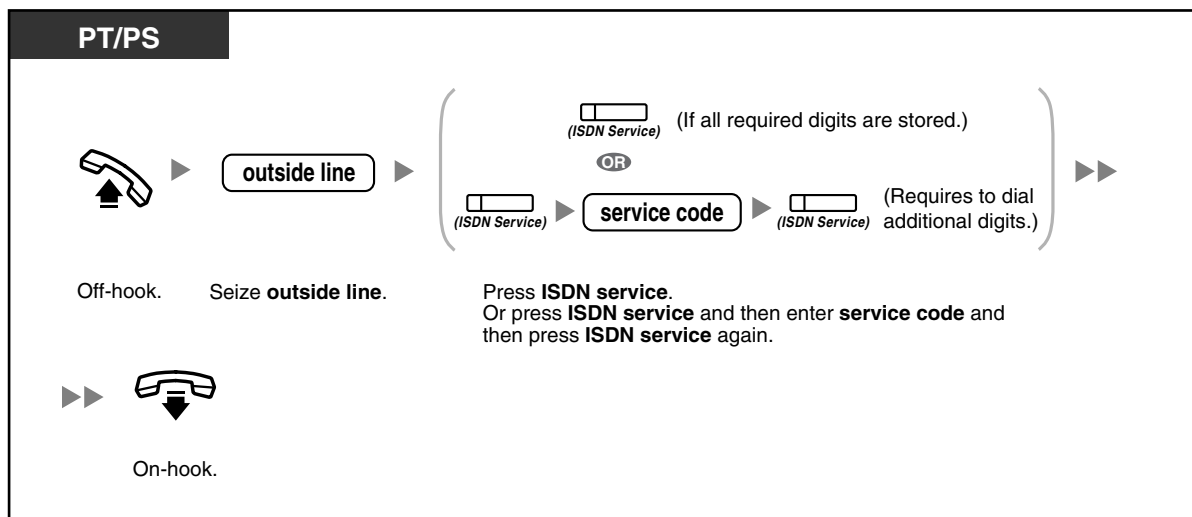 PT/PS
(ISDN Service) (If all required digits are stored.)
OR
outside line
(ISDN Service) service code (ISDN Service) (Requires to dial
additional digits.)
Off-hook.
Seize outside line.
Press ISDN service.
Or press ISDN service and then enter service code and
then press ISDN service again.
On-hook.